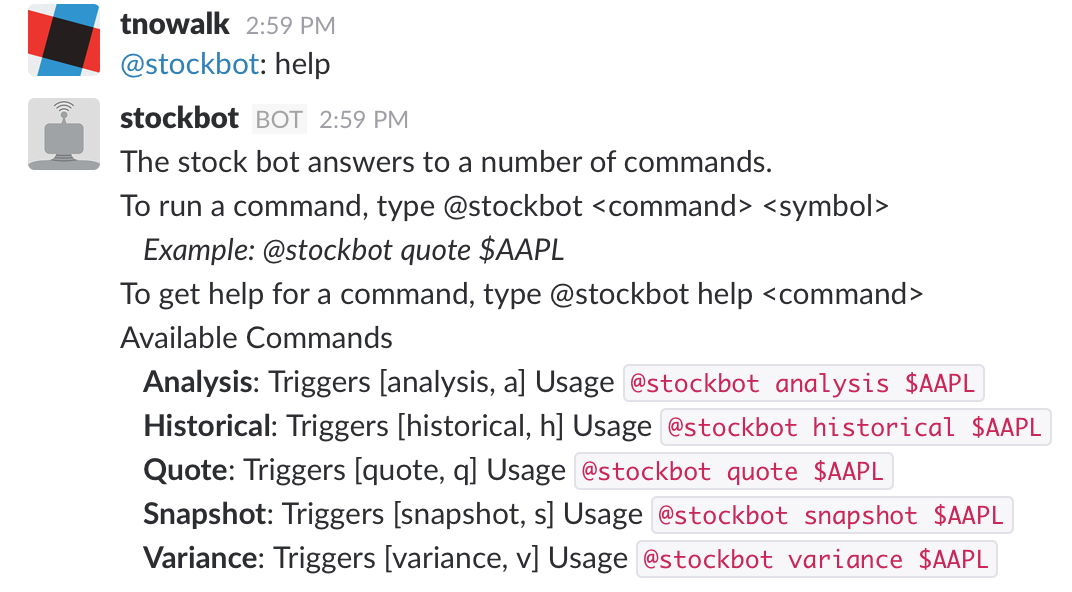 tnowalk 2:59 PM
@stockbot: help
stockbot BOT 2:59 PM
The stock bot answers to a number of commands.
To run a command, type @stockbot <command> <symbol>
Example: @stockbot quote $AAPL
To get help for a command, type @stockbot help <command>
Available Commands
Analysis: Triggers [analysis, a] Usage @stockbot analysis $AAPL
Historical: Triggers [historical, h] Usage @stockbot historical $AAPL
Quote: Triggers [quote, q] Usage @stockbot quote $AAPL
Snapshot: Triggers [snapshot, s] Usage @stockbot snapshot $AAPL
Variance: Triggers [variance, v] Usage @stockbot variance $AAPL